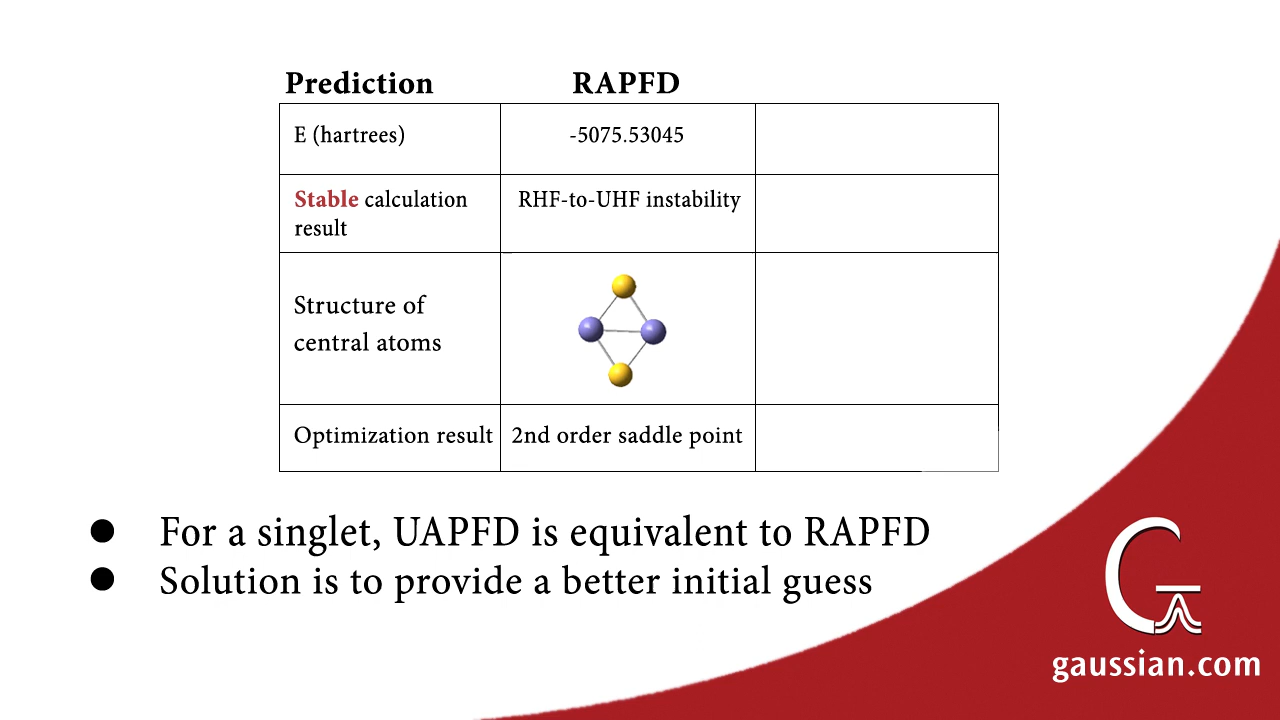 Prediction RAPFD
E (hartrees) -5075.53045
Stable calculation RHF-to-UHF instability
result
Structure of
central atoms
Optimization result 2nd order saddle point
● For a singlet, UAPFD is equivalent to RAPFD
● Solution is to provide a better initial guess
G
gaussian.com